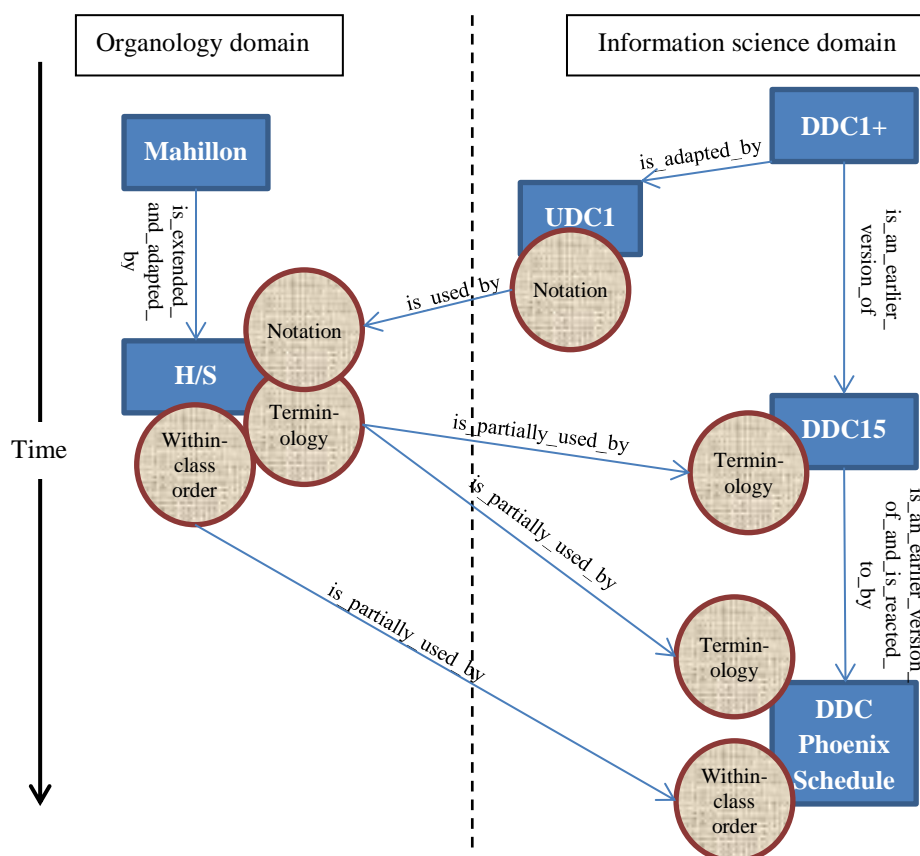 Organology domain
Information science domain
DDC1+
Mahillon
is_adapted_by
UDC1
is_extended_
and_adapted_
by
is_an_earlier_
version_of
Notation
is_used_by
Notation
H/S
Termin-
ology
DDC15
is_partially_used_by
Within-
class
order
Time
Termin-
ology
is_partially_used_by
is_an_earlier_version_
of_and_is_reacted_
to_by
is_partially_used_by
Termin-
ology
DDC
Phoenix
Schedule
Within-
class
order